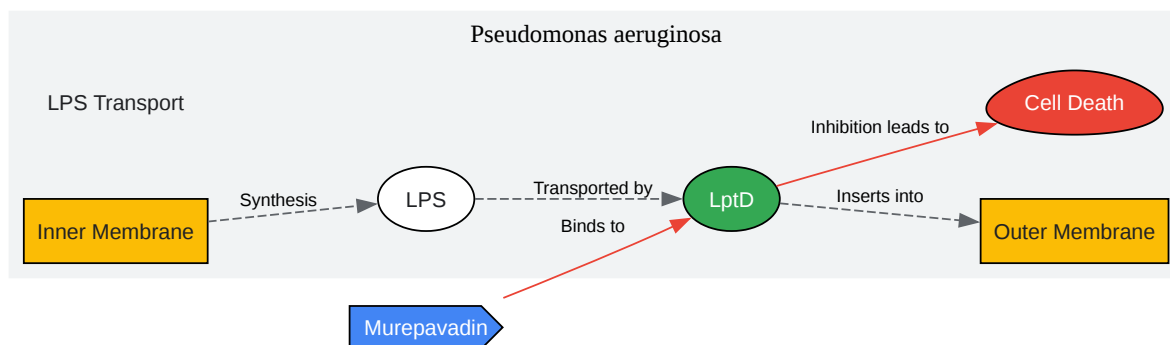 Pseudomonas aeruginosa
LPS Transport
Cell Death
Inhibition leads to
Synthesis
LPS
Transported by
LptD
Inserts into
Inner Membrane
Binds to
Outer Membrane
Murepavadin